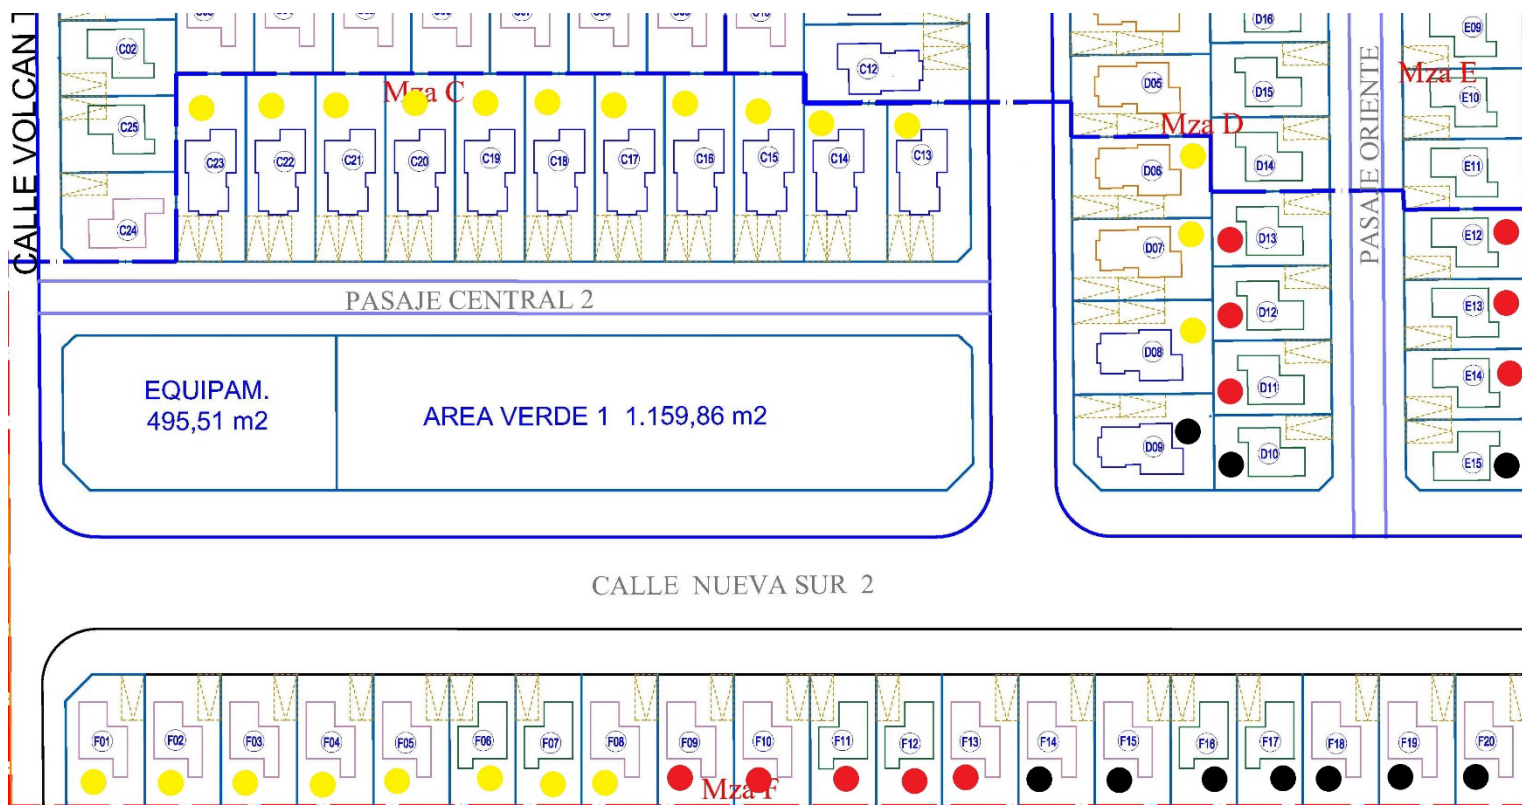 D16
E09
C02
CALLE VOLCAN
C12
D05
D15
PASAJE ORIENTE
Mza E
E10
Mza C
Mza D
C25
C23
C22
C21
C20
C19
C18
C17
C16
C15
C14
C13
D06
D14
E11
C24
D07
D13
E12
PASAJE CENTRAL 2
D12
E13
D08
D11
E14
EQUIPAM.
495,51 m2
AREA VERDE 1 1.159,86 m2
D09
D10
E15
CALLE NUEVA SUR 2
F01
F02
F03
F04
F05
F06
F07
F08
F09
F10
F11
F12
F13
F14
F15
F16
F17
F18
F19
F20
Mza F